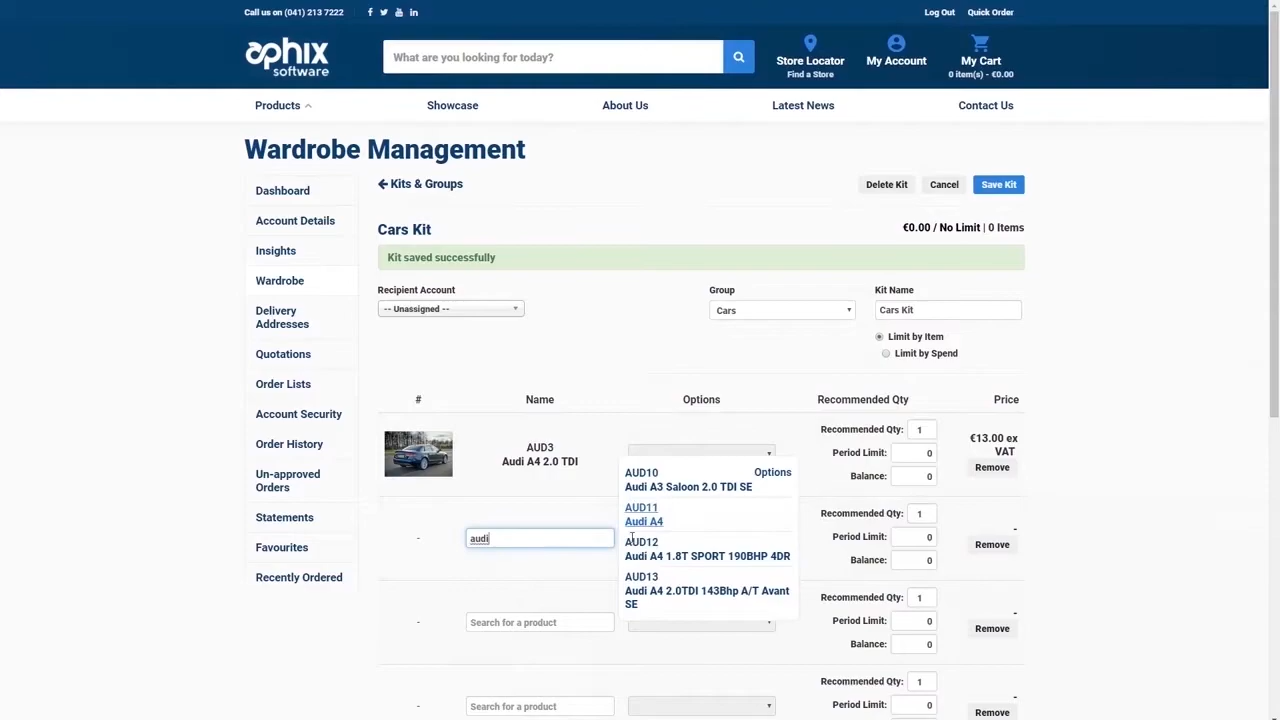 Call us on (041) 213 7222
Log Out Quick Order
aphix
software
What are you looking for today?
Store Locator
Find a Store
My Account
My Cart
0 item(s) - €0.00
Products Showcase About Us Latest News Contact Us
Wardrobe Management
Dashboard
Account Details
Insights
Wardrobe
Delivery
Addresses
Quotations
Order Lists
Account Security
Order History
Un-approved
Orders
Statements
Favourites
Recently Ordered
Kits & Groups
Delete Kit Cancel Save Kit
Cars Kit
€0.00 / No Limit | 0 Items
Kit saved successfully
Recipient Account
-- Unassigned --
Group
Cars
Kit Name
Cars Kit
Limit by Item
Limit by Spend
# Name Options Recommended Qty Price
AUD3
Audi A4 2.0 TDI
Recommended Qty: 1
Period Limit: 0
Balance: 0
€13.00 ex
VAT
Remove
- audi
AUD10 Options
Audi A3 Saloon 2.0 TDI SE
AUD11
Audi A4
AUD12
Audi A4 1.8T SPORT 190BHP 4DR
AUD13
Audi A4 2.0TDI 143Bhp A/T Avant
SE
Recommended Qty: 1
Period Limit: 0
Balance: 0
-
Remove
- Search for a product
Recommended Qty: 1
Period Limit: 0
Balance: 0
-
Remove
- Search for a product
Recommended Qty: 1
Period Limit: 0
-
Remove